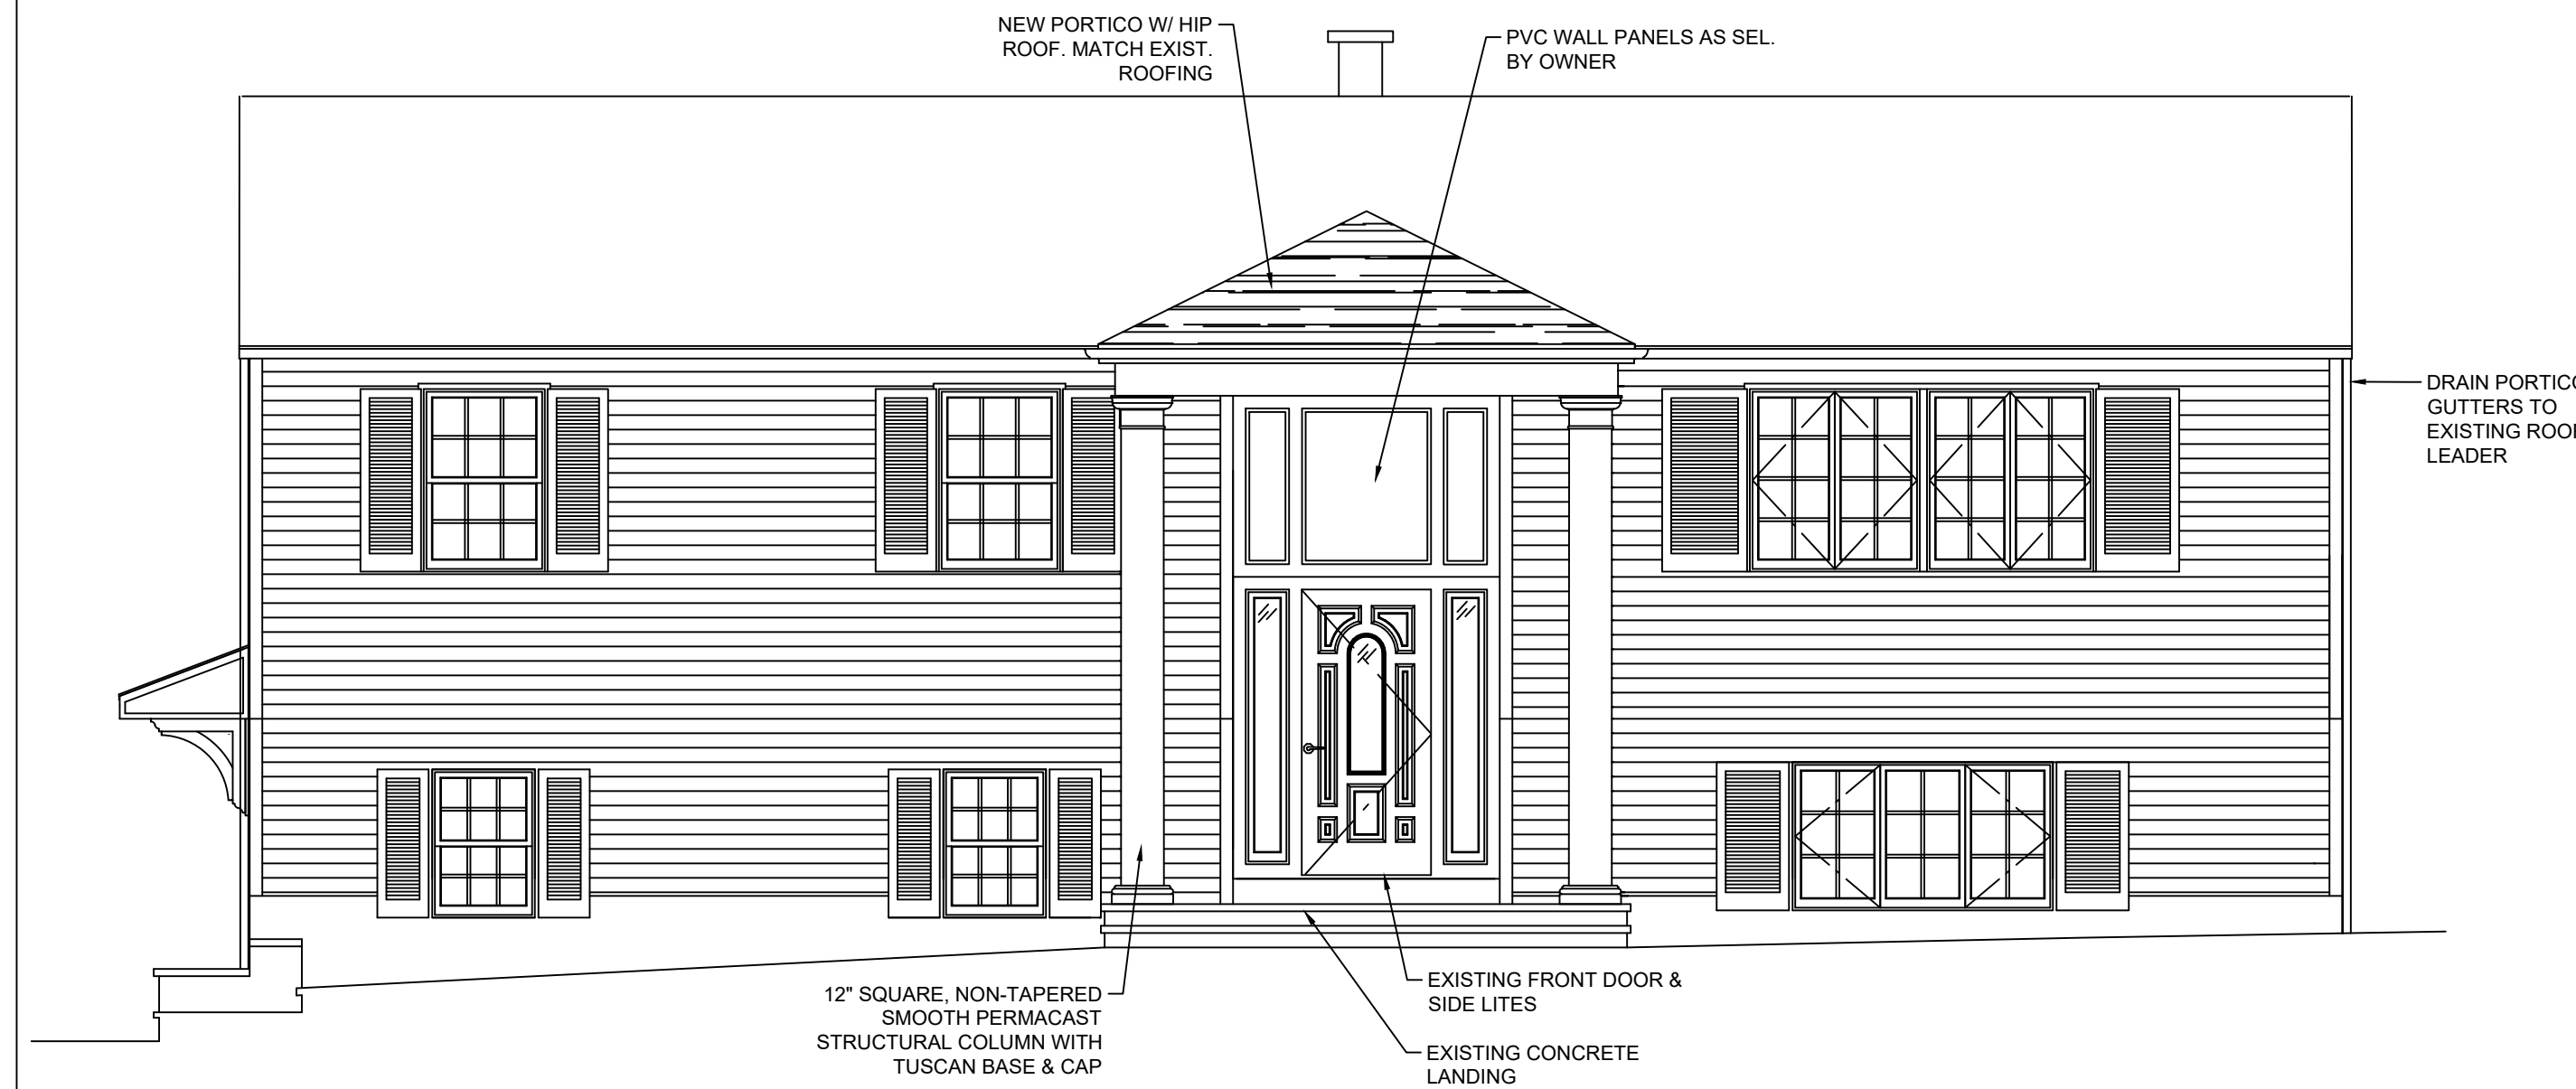 NEW PORTICO W/ HIP
ROOF. MATCH EXIST.
ROOFING
PVC WALL PANELS AS SEL.
BY OWNER
DRAIN PORTICO
GUTTERS TO
EXISTING ROOF
LEADER
12" SQUARE, NON-TAPERED
SMOOTH PERMACAST
STRUCTURAL COLUMN WITH
TUSCAN BASE & CAP
EXISTING FRONT DOOR &
SIDE LITES
EXISTING CONCRETE
LANDING